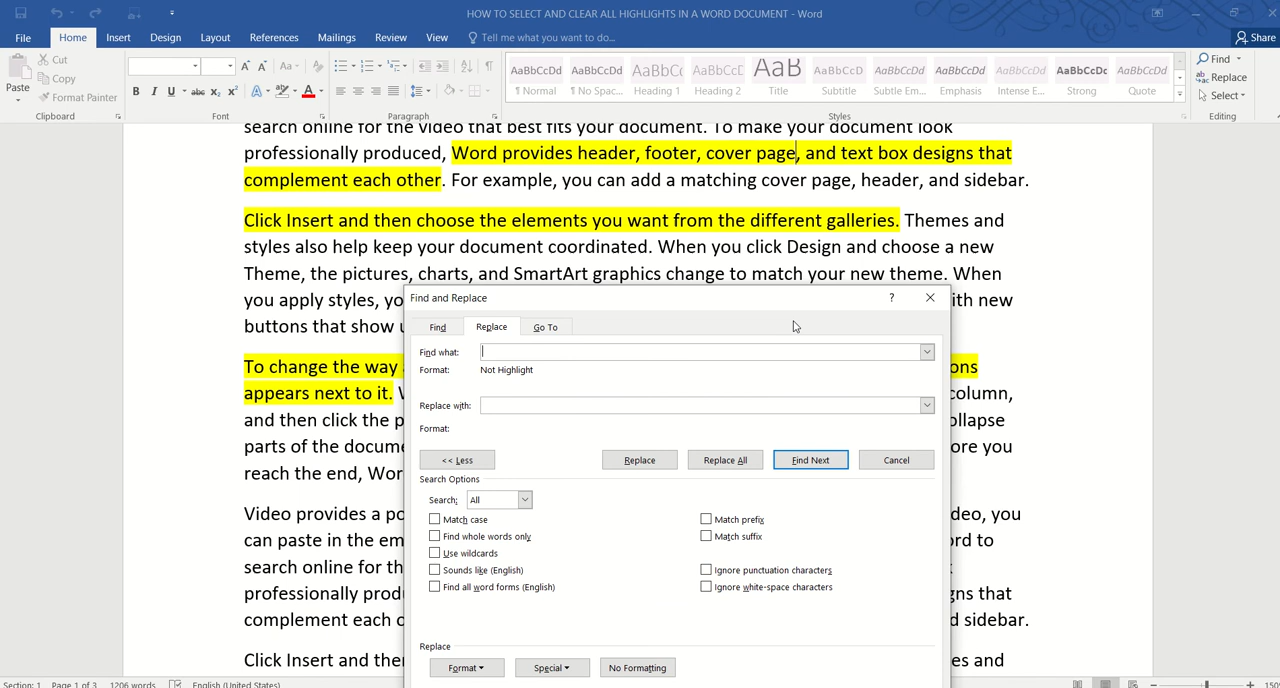 HOW TO SELECT AND CLEAR ALL HIGHLIGHTS IN A WORD DOCUMENT - Word
File Home Insert Design Layout References Mailings Review View Tell me what you want to do... Share
Paste
Cut
Copy
Format Painter
Clipboard
Aa
B I U abc X₂ X² A ab A
Font
Paragraph
AaBbCcDd AaBbCcDd AaBbC( AaBbCcD AaB AaBbCcD AaBbCcDd AaBbCcDd AaBbCcDd AaBbCcDc AaBbCcDd
¶ Normal ¶ No Spac... Heading 1 Heading 2 Title Subtitle Subtle Em... Emphasis Intense E... Strong Quote
Styles
Find
Replace
Select
Editing
search online for the video that best fits your document. To make your document look
professionally produced, Word provides header, footer, cover page, and text box designs that
complement each other. For example, you can add a matching cover page, header, and sidebar.
Click Insert and then choose the elements you want from the different galleries. Themes and
styles also help keep your document coordinated. When you click Design and choose a new
Theme, the pictures, charts, and SmartArt graphics change to match your new theme. When
you apply styles, yo ith new
buttons that show u
To change the way ons
appears next to it. column,
and then click the p ollapse
parts of the docume ore you
reach the end, Wor
Video provides a po deo, you
can paste in the em ord to
search online for th
professionally produ gns that
complement each o sidebar.
Click Insert and ther es and
Find and Replace ?
Find Replace Go To
Find what:
Format: Not Highlight
Replace with:
Format:
<< Less Replace Replace All Find Next Cancel
Search Options
Search: All
Match case Match prefix
Find whole words only Match suffix
Use wildcards
Sounds like (English) Ignore punctuation characters
Find all word forms (English) Ignore white-space characters
Replace
Format Special No Formatting
Section: 1 Page 1 of 3 1206 words English (United States) 150